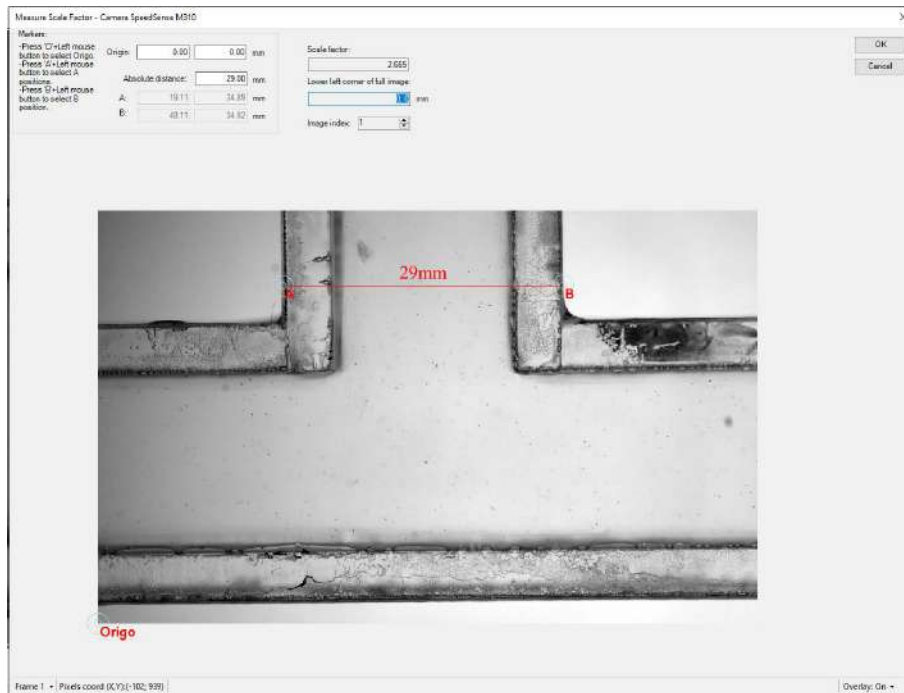 Measure Scale Factor - Camera SpeedSense M310
Markers:
-Press 'O'+Left mouse
button to select Origo.
-Press 'A'+Left mouse
button to select A
positions.
-Press 'B'+Left mouse
button to select B
position.
Origin: 0.00 0.00 mm
Absolute distance: 29.00 mm
A: 19.11 34.89 mm
B: 48.11 34.82 mm
Scale factor:
2.665
Lower left corner of full image:
mm
Image index: 1
OK
Cancel
29mm
A
B
Origo
Frame 1 Pixels coord (X,Y):(-102; 939)
Overlay: On